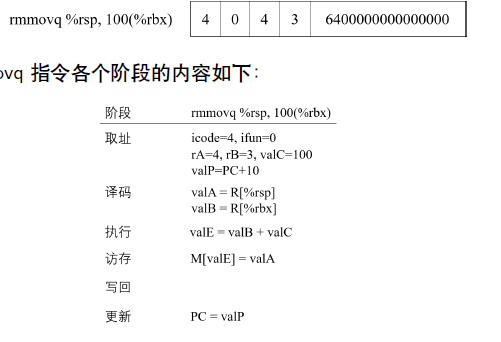 rmmovq %rsp, 100(%rbx) 4 0 4 3 6400000000000000
ovq 指令各个阶段的内容如下：
阶段 rmmovq %rsp, 100(%rbx)
取址 icode=4, ifun=0
rA=4, rB=3, valC=100
valP=PC+10
译码 valA = R[%rsp]
valB = R[%rbx]
执行 valE = valB + valC
访存 M[valE] = valA
写回
更新 PC = valP